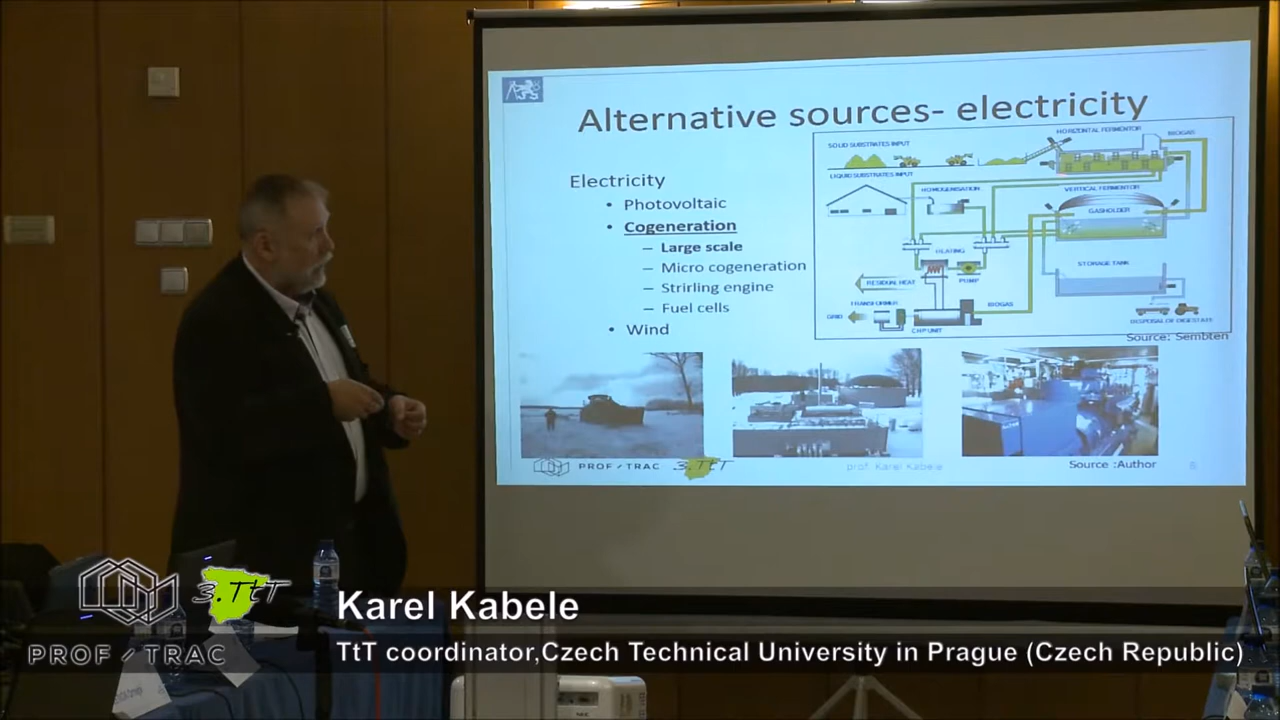 Alternative sources- electricity
Electricity
• Photovoltaic
• Cogeneration
– Large scale
– Micro cogeneration
– Strirling engine
– Fuel cells
• Wind
SOLID SUBSTRATES INPUT
LIQUID SUBSTRATES INPUT
HORIZONTAL FERMENTOR
BIOGAS
HOMOGENISATION
VERTICAL FERMENTOR
GASHOLDER
HEATING
PUMP
RESIDUAL HEAT
STORAGE TANK
TRANSFORMER
GRID
CHP UNIT
BIOGAS
DISPOSAL OF DIGESTATE
Source: Sembten
PROF/TRAC
3.TtT
prof. Karel Kabele
Source :Author
6
3.TtT
PROF/TRAC
Karel Kabele
TtT coordinator,Czech Technical University in Prague (Czech Republic)